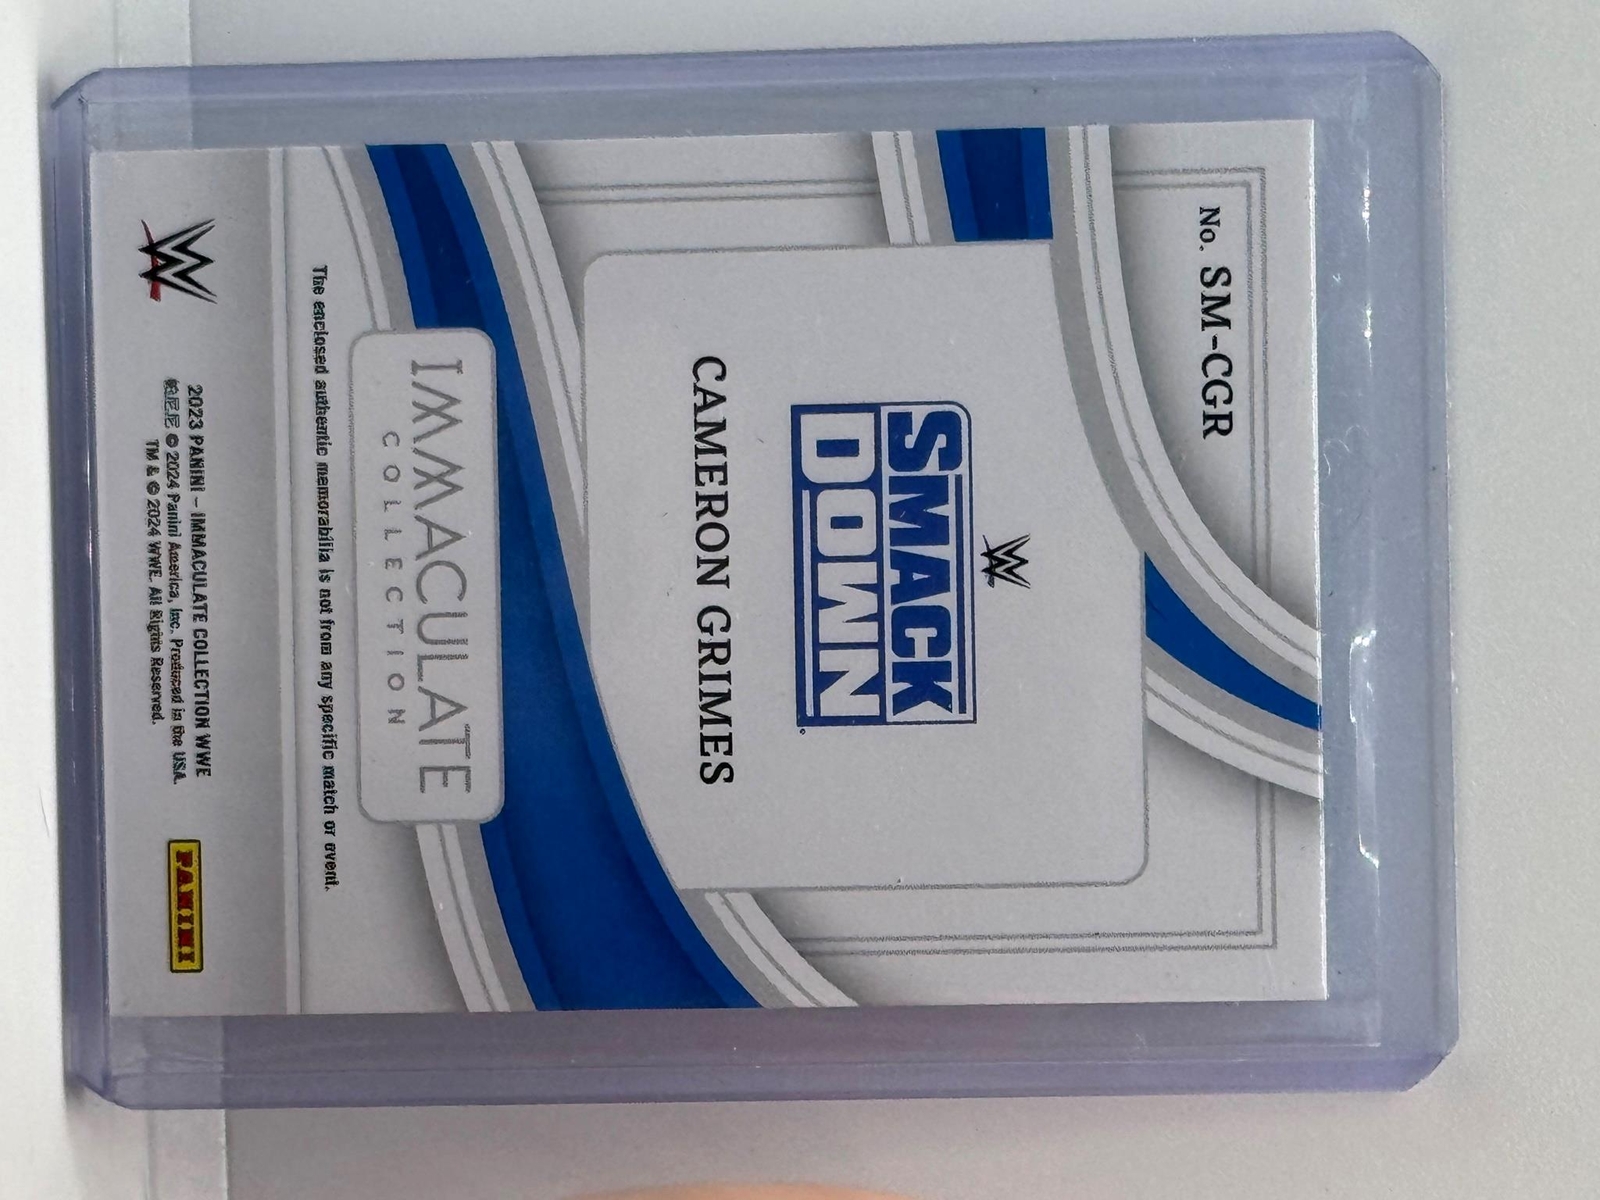 No. SM-CGR
W
SMACK
DOWN
CAMERON GRIMES
IMMACULATE
COLLECTION
The enclosed authentic memorabilia is not from any specific match or event.
W
2023 PANINI – IMMACULATE COLLECTION WWE
© 2024 Panini America, Inc. Produced in the USA.
TM & © 2024 WWE. All Rights Reserved.
PANINI